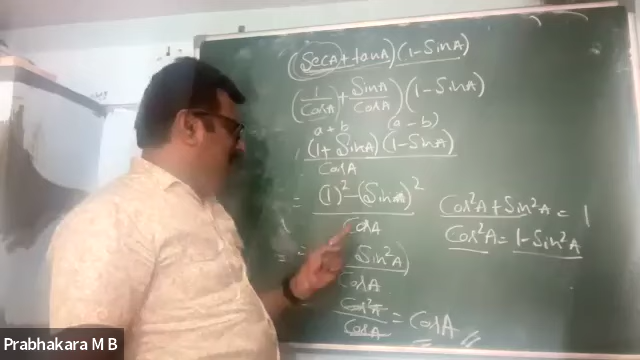 (SecA + tanA) (1 - SinA)
(1/CosA + SinA/CosA) (1 - SinA)
a + b (a - b)
(1 + SinA) (1 - SinA) / CosA
= (1)² - (SinA)² / CosA
Cos²A + Sin²A = 1
Cos²A = 1 - Sin²A
= Sin²A) / CosA
Cos²A / CosA = CosA
Prabhakara M B